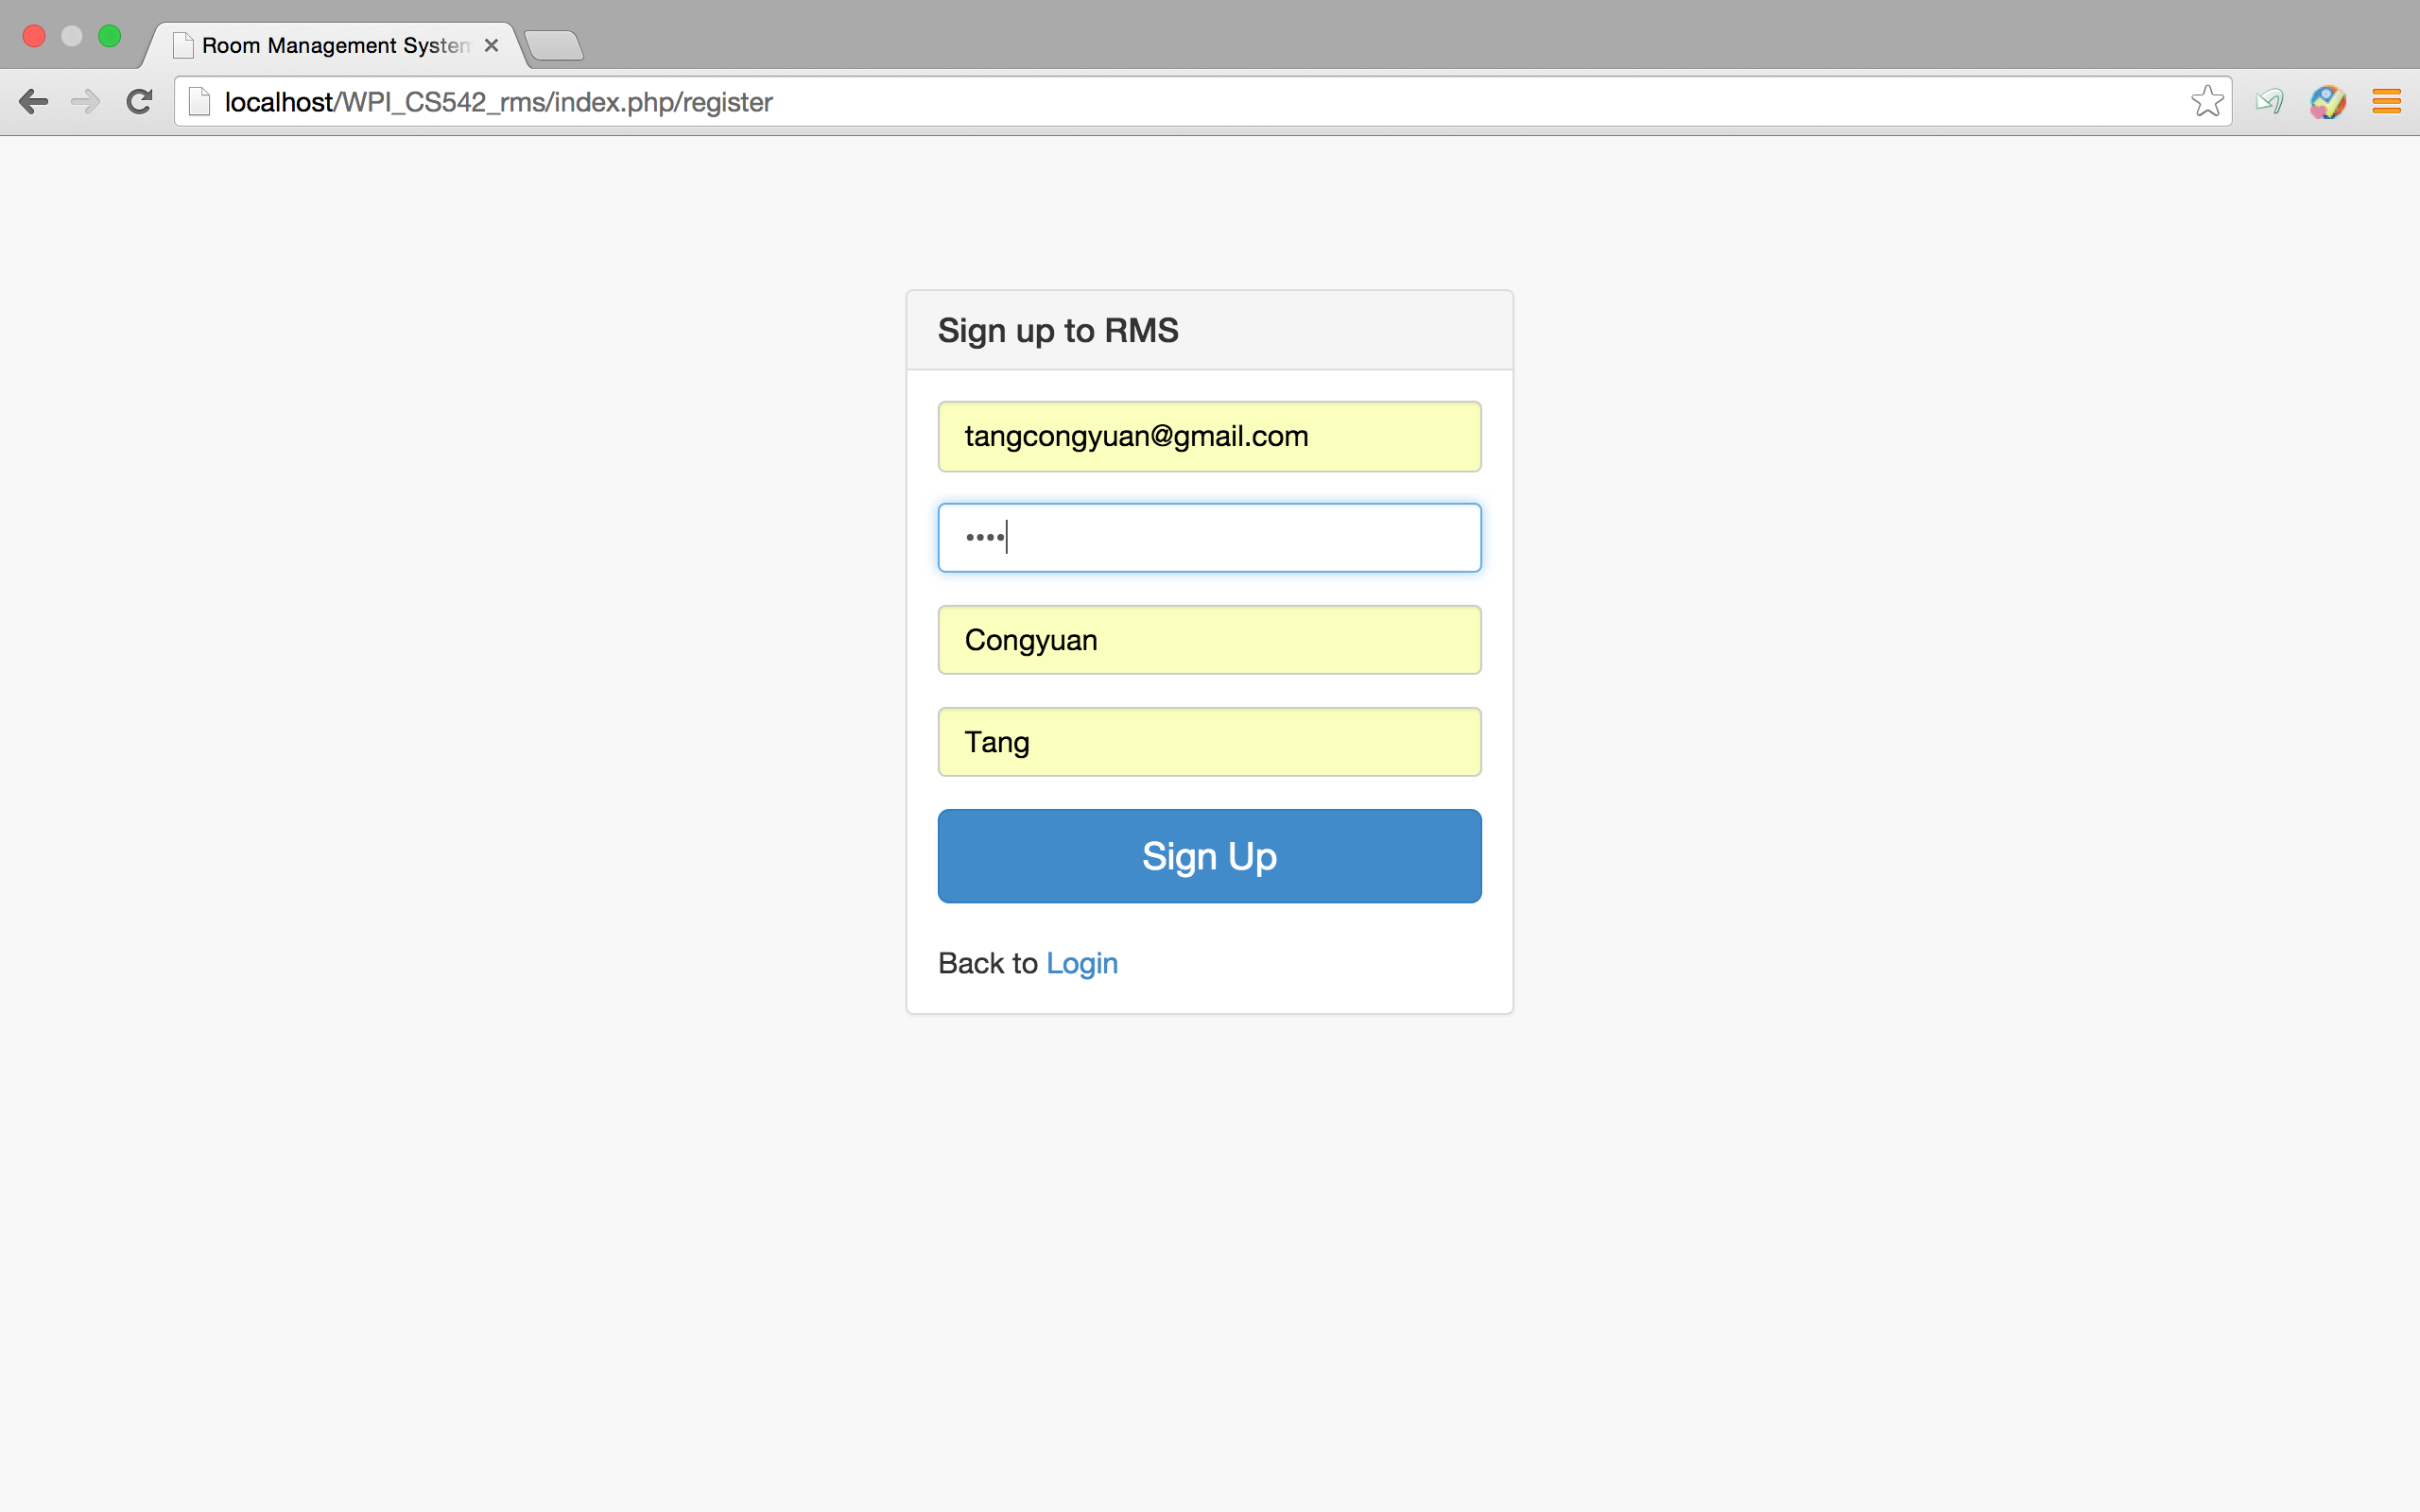 Room Management System
localhost/WPI_CS542_rms/index.php/register
Sign up to RMS
tangcongyuan@gmail.com
••••
Congyuan
Tang
Sign Up
Back to Login